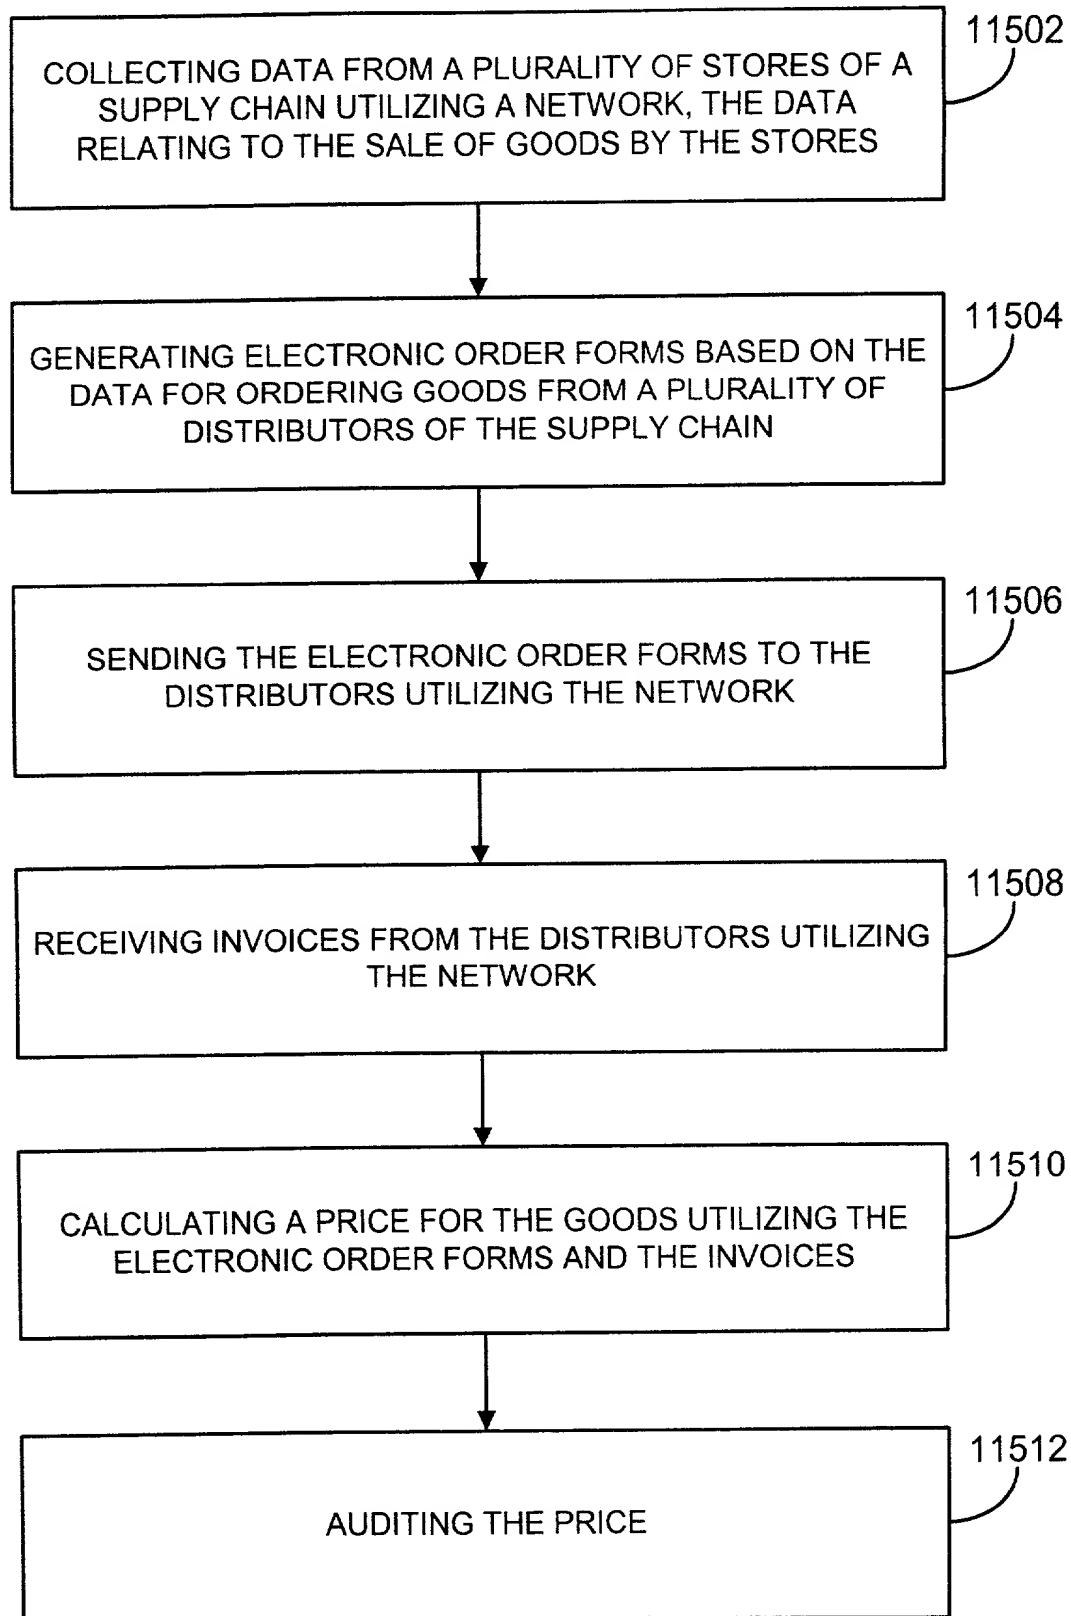 11502
COLLECTING DATA FROM A PLURALITY OF STORES OF A
SUPPLY CHAIN UTILIZING A NETWORK, THE DATA
RELATING TO THE SALE OF GOODS BY THE STORES
11504
GENERATING ELECTRONIC ORDER FORMS BASED ON THE
DATA FOR ORDERING GOODS FROM A PLURALITY OF
DISTRIBUTORS OF THE SUPPLY CHAIN
11506
SENDING THE ELECTRONIC ORDER FORMS TO THE
DISTRIBUTORS UTILIZING THE NETWORK
11508
RECEIVING INVOICES FROM THE DISTRIBUTORS UTILIZING
THE NETWORK
11510
CALCULATING A PRICE FOR THE GOODS UTILIZING THE
ELECTRONIC ORDER FORMS AND THE INVOICES
11512
AUDITING THE PRICE